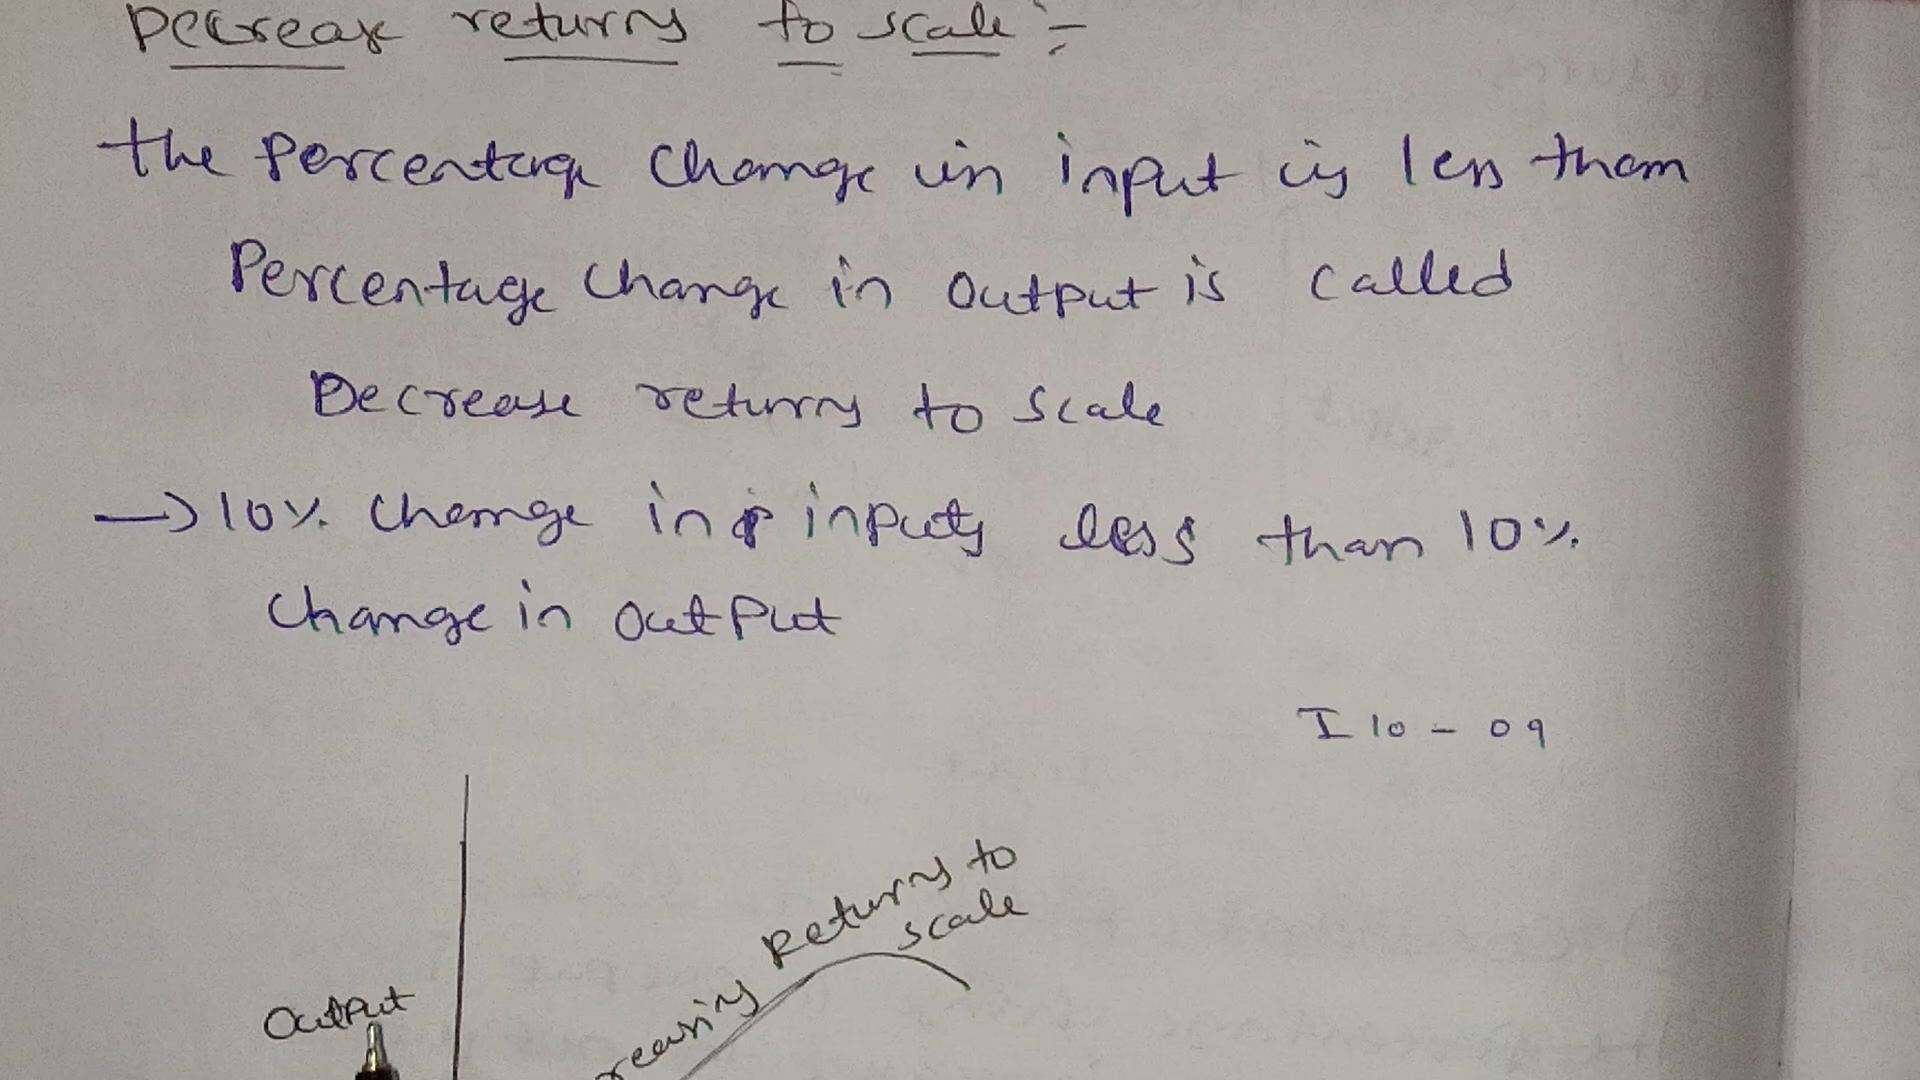 Decrease returns to scale :-
the Percentage change in input is less than
Percentage change in output is called
Decrease returns to scale
→ 10% change in inputs less than 10%
change in output
I 10 - 09
Returns to
scale
reasing
Output